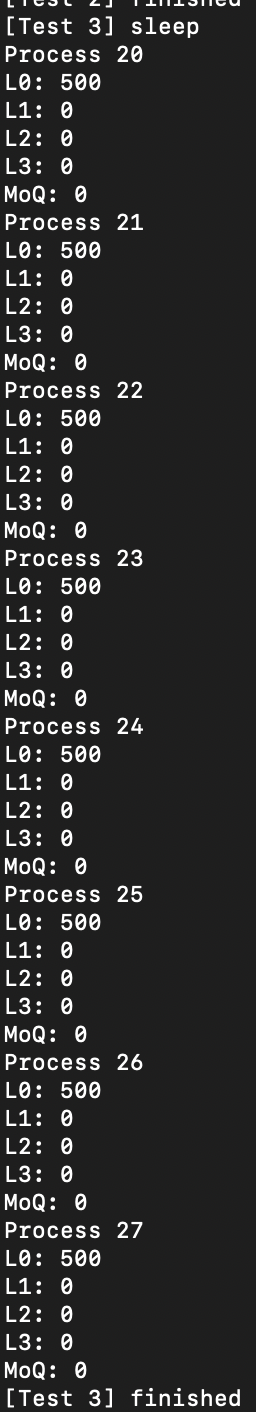 [Test 2] finished
[Test 3] sleep
Process 20
L0: 500
L1: 0
L2: 0
L3: 0
MoQ: 0
Process 21
L0: 500
L1: 0
L2: 0
L3: 0
MoQ: 0
Process 22
L0: 500
L1: 0
L2: 0
L3: 0
MoQ: 0
Process 23
L0: 500
L1: 0
L2: 0
L3: 0
MoQ: 0
Process 24
L0: 500
L1: 0
L2: 0
L3: 0
MoQ: 0
Process 25
L0: 500
L1: 0
L2: 0
L3: 0
MoQ: 0
Process 26
L0: 500
L1: 0
L2: 0
L3: 0
MoQ: 0
Process 27
L0: 500
L1: 0
L2: 0
L3: 0
MoQ: 0
[Test 3] finished